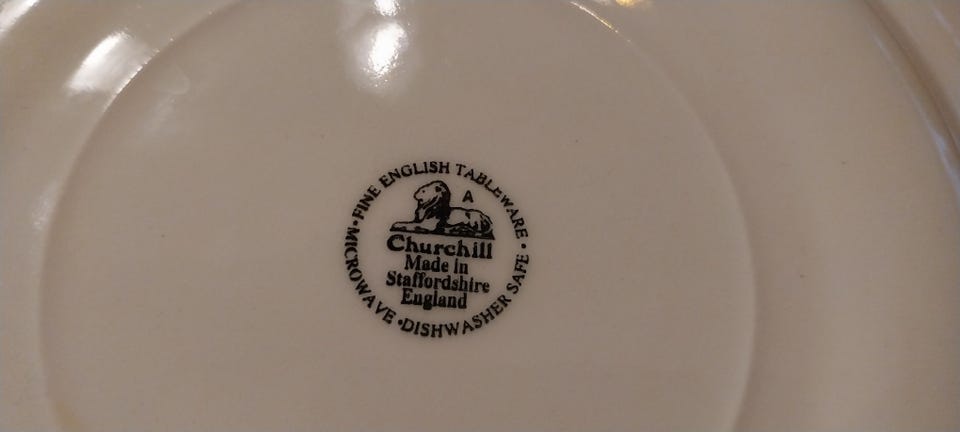 • FINE ENGLISH TABLEWARE •
A
Churchill
Made in
Staffordshire
England
MICROWAVE • DISHWASHER SAFE